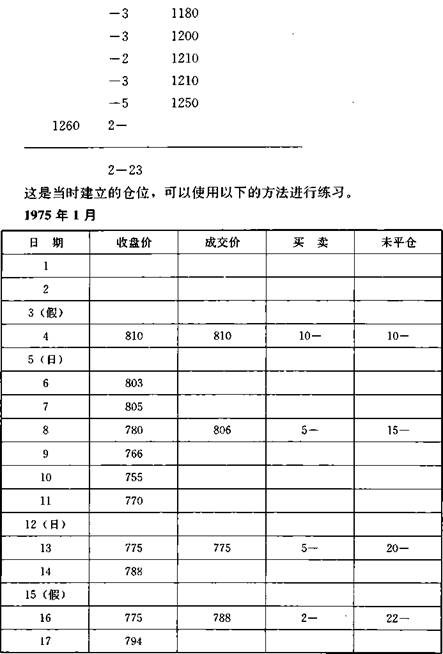 -3 1180
-3 1200
-2 1210
-3 1210
-5 1250
1260 2-
2-23
这是当时建立的仓位，可以使用以下的方法进行练习。
1975 年 1 月
日 期 收盘价 成交价 买 卖 未平仓
1
2
3（假）
4 810 810 10- 10-
5（日）
6 803
7 805
8 780 806 5- 15-
9 766
10 755
11 770
12（日）
13 775 775 5- 20-
14 788
15（假）
16 775 788 2- 22-
17 794